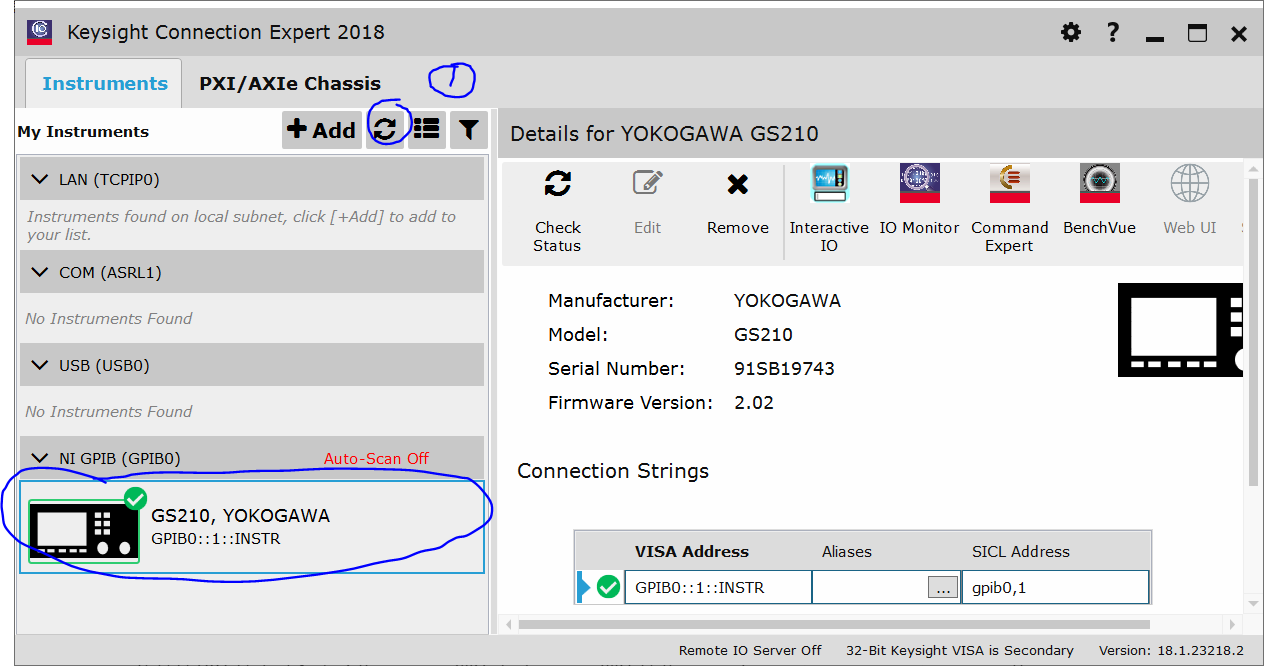 Keysight Connection Expert 2018
?
Instruments
PXI/AXIe Chassis
1
My Instruments
+ Add
LAN (TCPIP0)
Instruments found on local subnet, click [+Add] to add to
your list.
COM (ASRL1)
No Instruments Found
USB (USB0)
No Instruments Found
NI GPIB (GPIB0)
Auto-Scan Off
GS210, YOKOGAWA
GPIB0::1::INSTR
Details for YOKOGAWA GS210
Check
Status
Edit
Remove
Interactive
IO
IO Monitor
Command
Expert
BenchVue
Web UI
Manufacturer: YOKOGAWA
Model: GS210
Serial Number: 91SB19743
Firmware Version: 2.02
Connection Strings
VISA Address Aliases SICL Address
GPIB0::1::INSTR ... gpib0,1
Remote IO Server Off 32-Bit Keysight VISA is Secondary Version: 18.1.23218.2